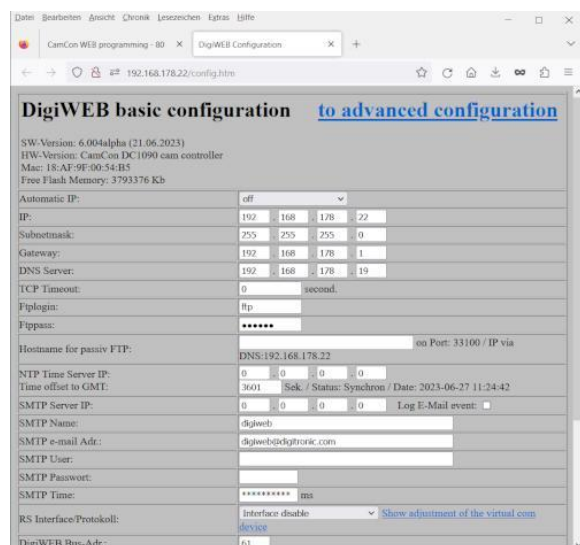 Datei Bearbeiten Ansicht Chronik Lesezeichen Extras Hilfe
CamCon WEB programming - 80
DigiWEB Configuration
192.168.178.22/config.htm
DigiWEB basic configuration to advanced configuration
SW-Version: 6.004alpha (21.06.2023)
HW-Version: CamCon DC1090 cam controller
Mac: 18:AF:9F:00:54:B5
Free Flash Memory: 3793376 Kb
Automatic IP: off
IP: 192 . 168 . 178 . 22
Subnetmask: 255 . 255 . 255 . 0
Gateway: 192 . 168 . 178 . 1
DNS Server: 192 . 168 . 178 . 19
TCP Timeout: 0 second.
Ftplogin: ftp
Ftppass: ••••••
Hostname for passiv FTP: on Port: 33100 / IP via
DNS:192.168.178.22
NTP Time Server IP: 0 . 0 . 0 . 0
Time offset to GMT: 3601 Sek. / Status: Synchron / Date: 2023-06-27 11:24:42
SMTP Server IP: 0 . 0 . 0 . 0 Log E-Mail event:
SMTP Name: digiweb
SMTP e-mail Adr.: digiweb@digitronic.com
SMTP User:
SMTP Passwort:
SMTP Time: ********** ms
RS Interface/Protokoll: Interface disable Show adjustment of the virtual com
device
DigiWEB Bus-Adr.: 61